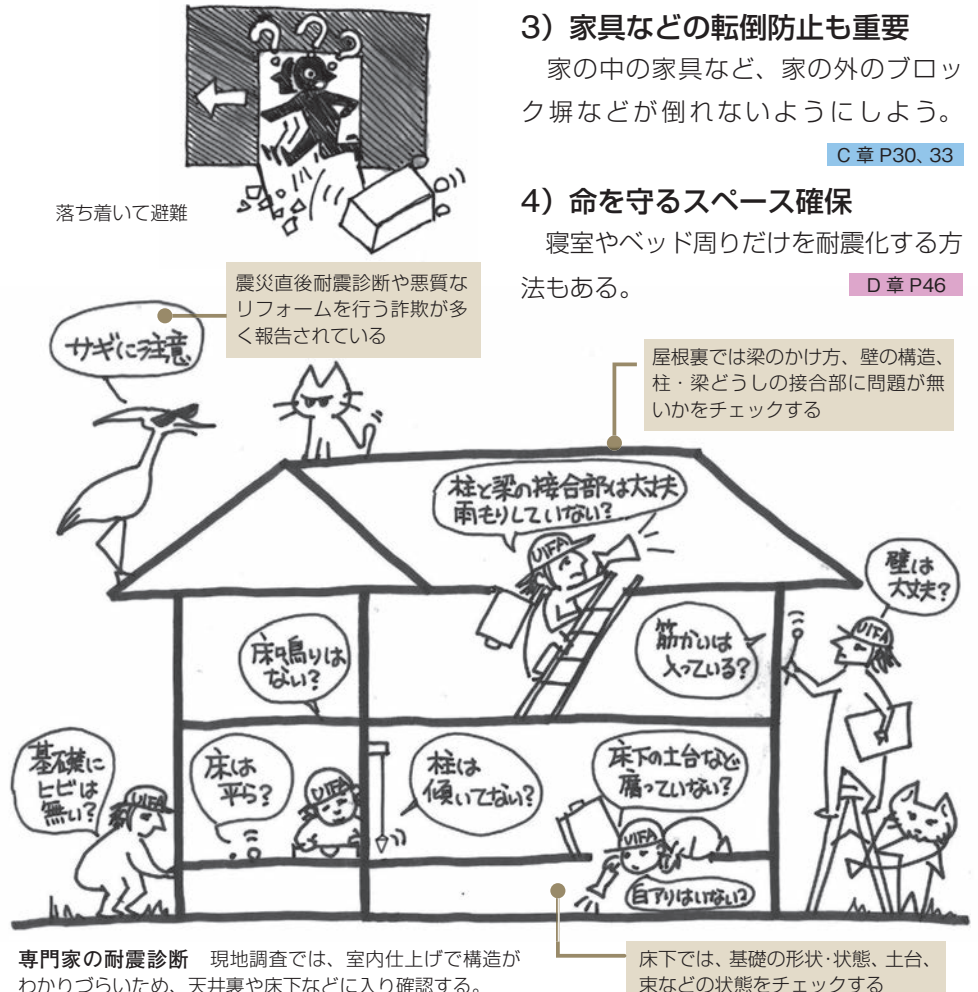 3）家具などの転倒防止も重要
家の中の家具など、家の外のブロッ
ク塀などが倒れないようにしよう。
C 章 P30、33
4）命を守るスペース確保
寝室やベッド周りだけを耐震化する方
法もある。
D 章 P46
落ち着いて避難
震災直後耐震診断や悪質な
リフォームを行う詐欺が多
く報告されている
サギに注意
屋根裏では梁のかけ方、壁の構造、
柱・梁どうしの接合部に問題が無
いかをチェックする
柱と梁の接合部は大丈夫
雨もりしていない?
UIFA
壁は
大丈夫?
UIFA
床鳴りは
ない?
筋かいは
入っている?
基礎に
ヒビは
無い?
UIFA
床は
平ら?
UIFA
柱は
傾いてない?
床下の土台など
腐っていない?
UIFA
白アリはいない?
専門家の耐震診断　現地調査では、室内仕上げで構造が
わかりづらいため、天井裏や床下などに入り確認する。
床下では、基礎の形状・状態、土台、
束などの状態をチェックする